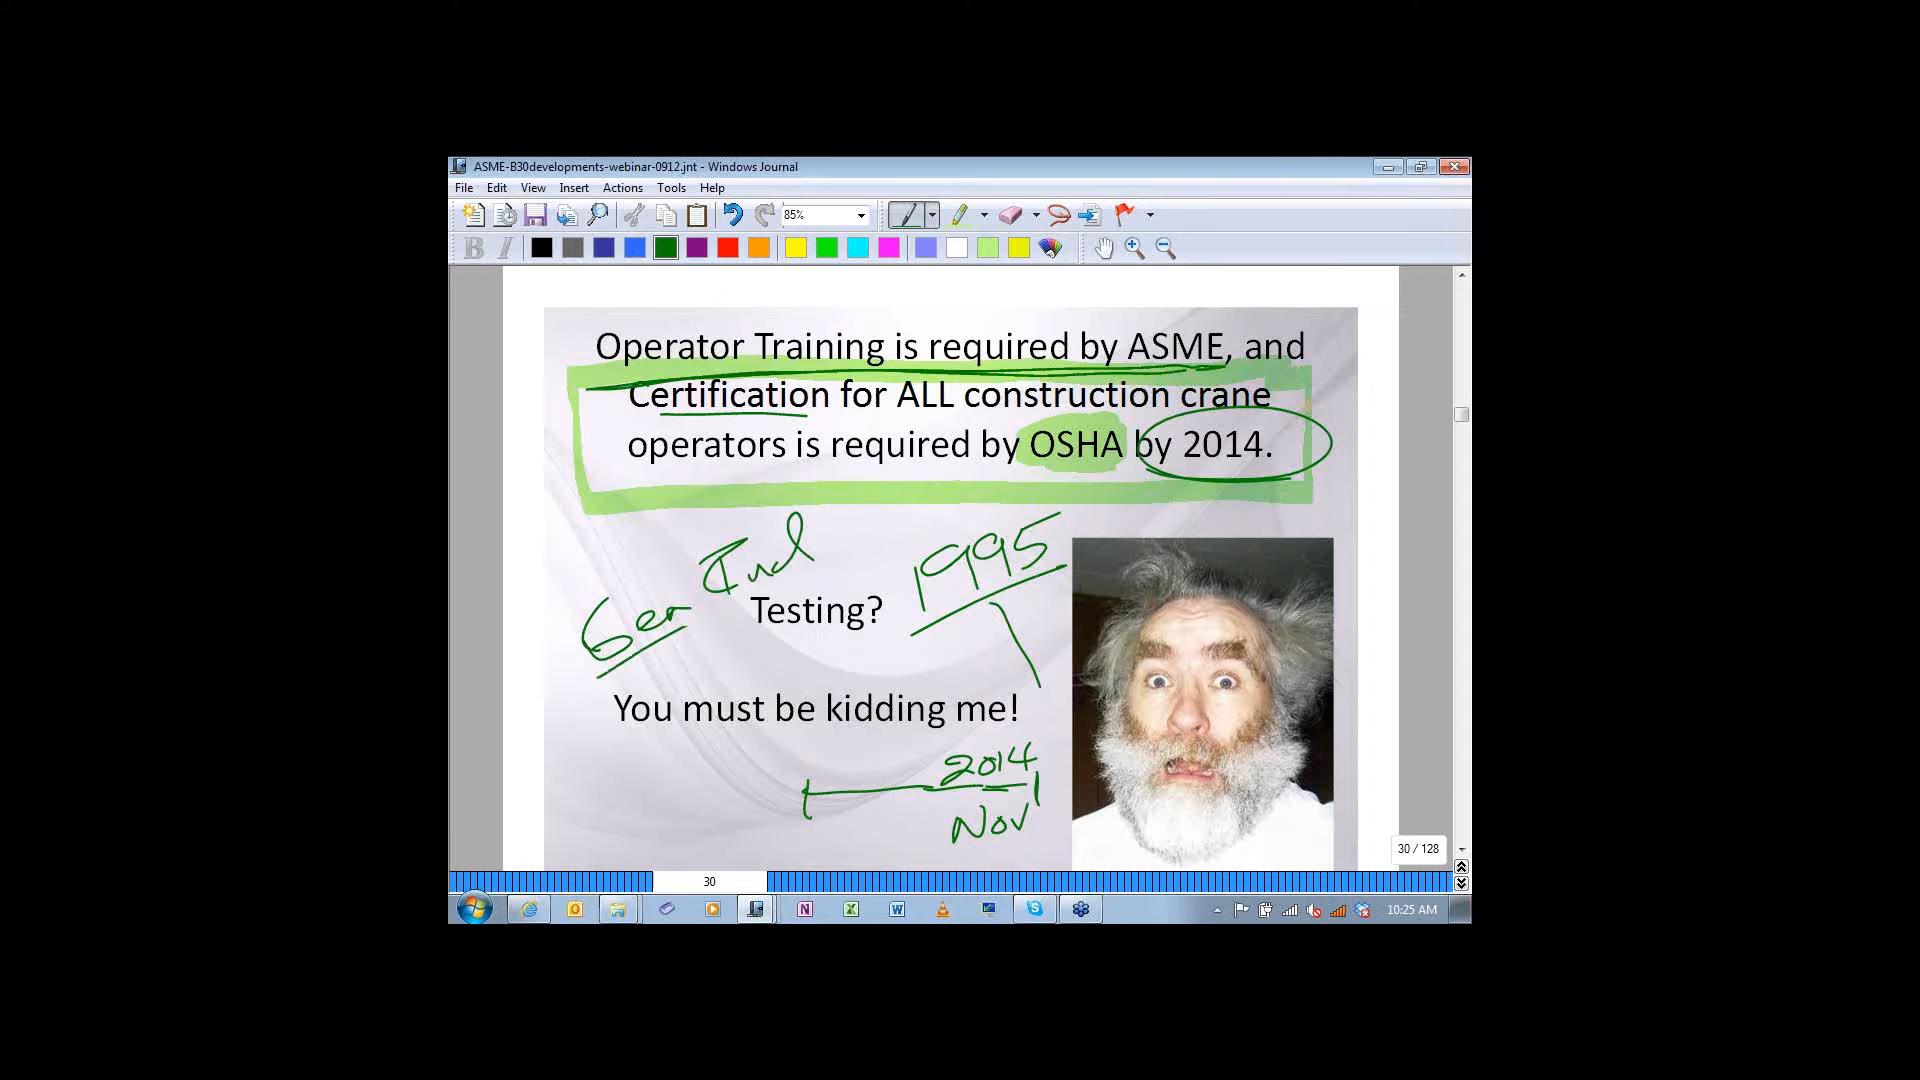 ASME-B30developments-webinar-0912.jnt - Windows Journal
File Edit View Insert Actions Tools Help
85%
B I
Operator Training is required by ASME, and
Certification for ALL construction crane
operators is required by OSHA by 2014.
1995
Testing?
You must be kidding me!
2014
Nov
30 / 128
30
10:25 AM